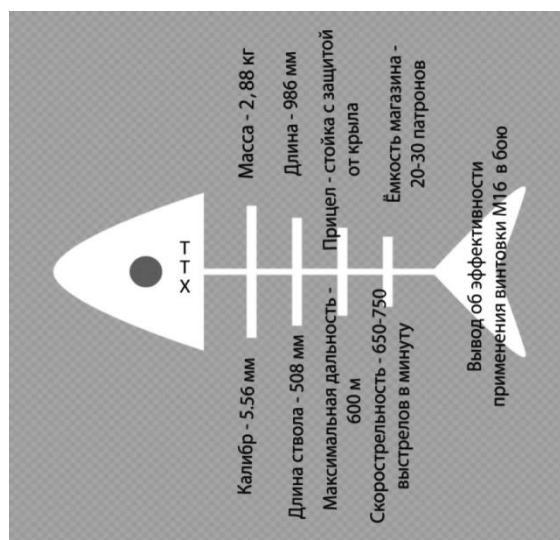 Т
Т
Х
Масса - 2, 88 кг
Длина - 986 мм
Прицел - стойка с защитой
от крыла
Ёмкость магазина -
20-30 патронов
Калибр - 5.56 мм
Длина ствола - 508 мм
Максимальная дальность -
600 м
Скорострельность - 650-750
выстрелов в минуту
Вывод об эффективности
применения винтовки М16 в бою